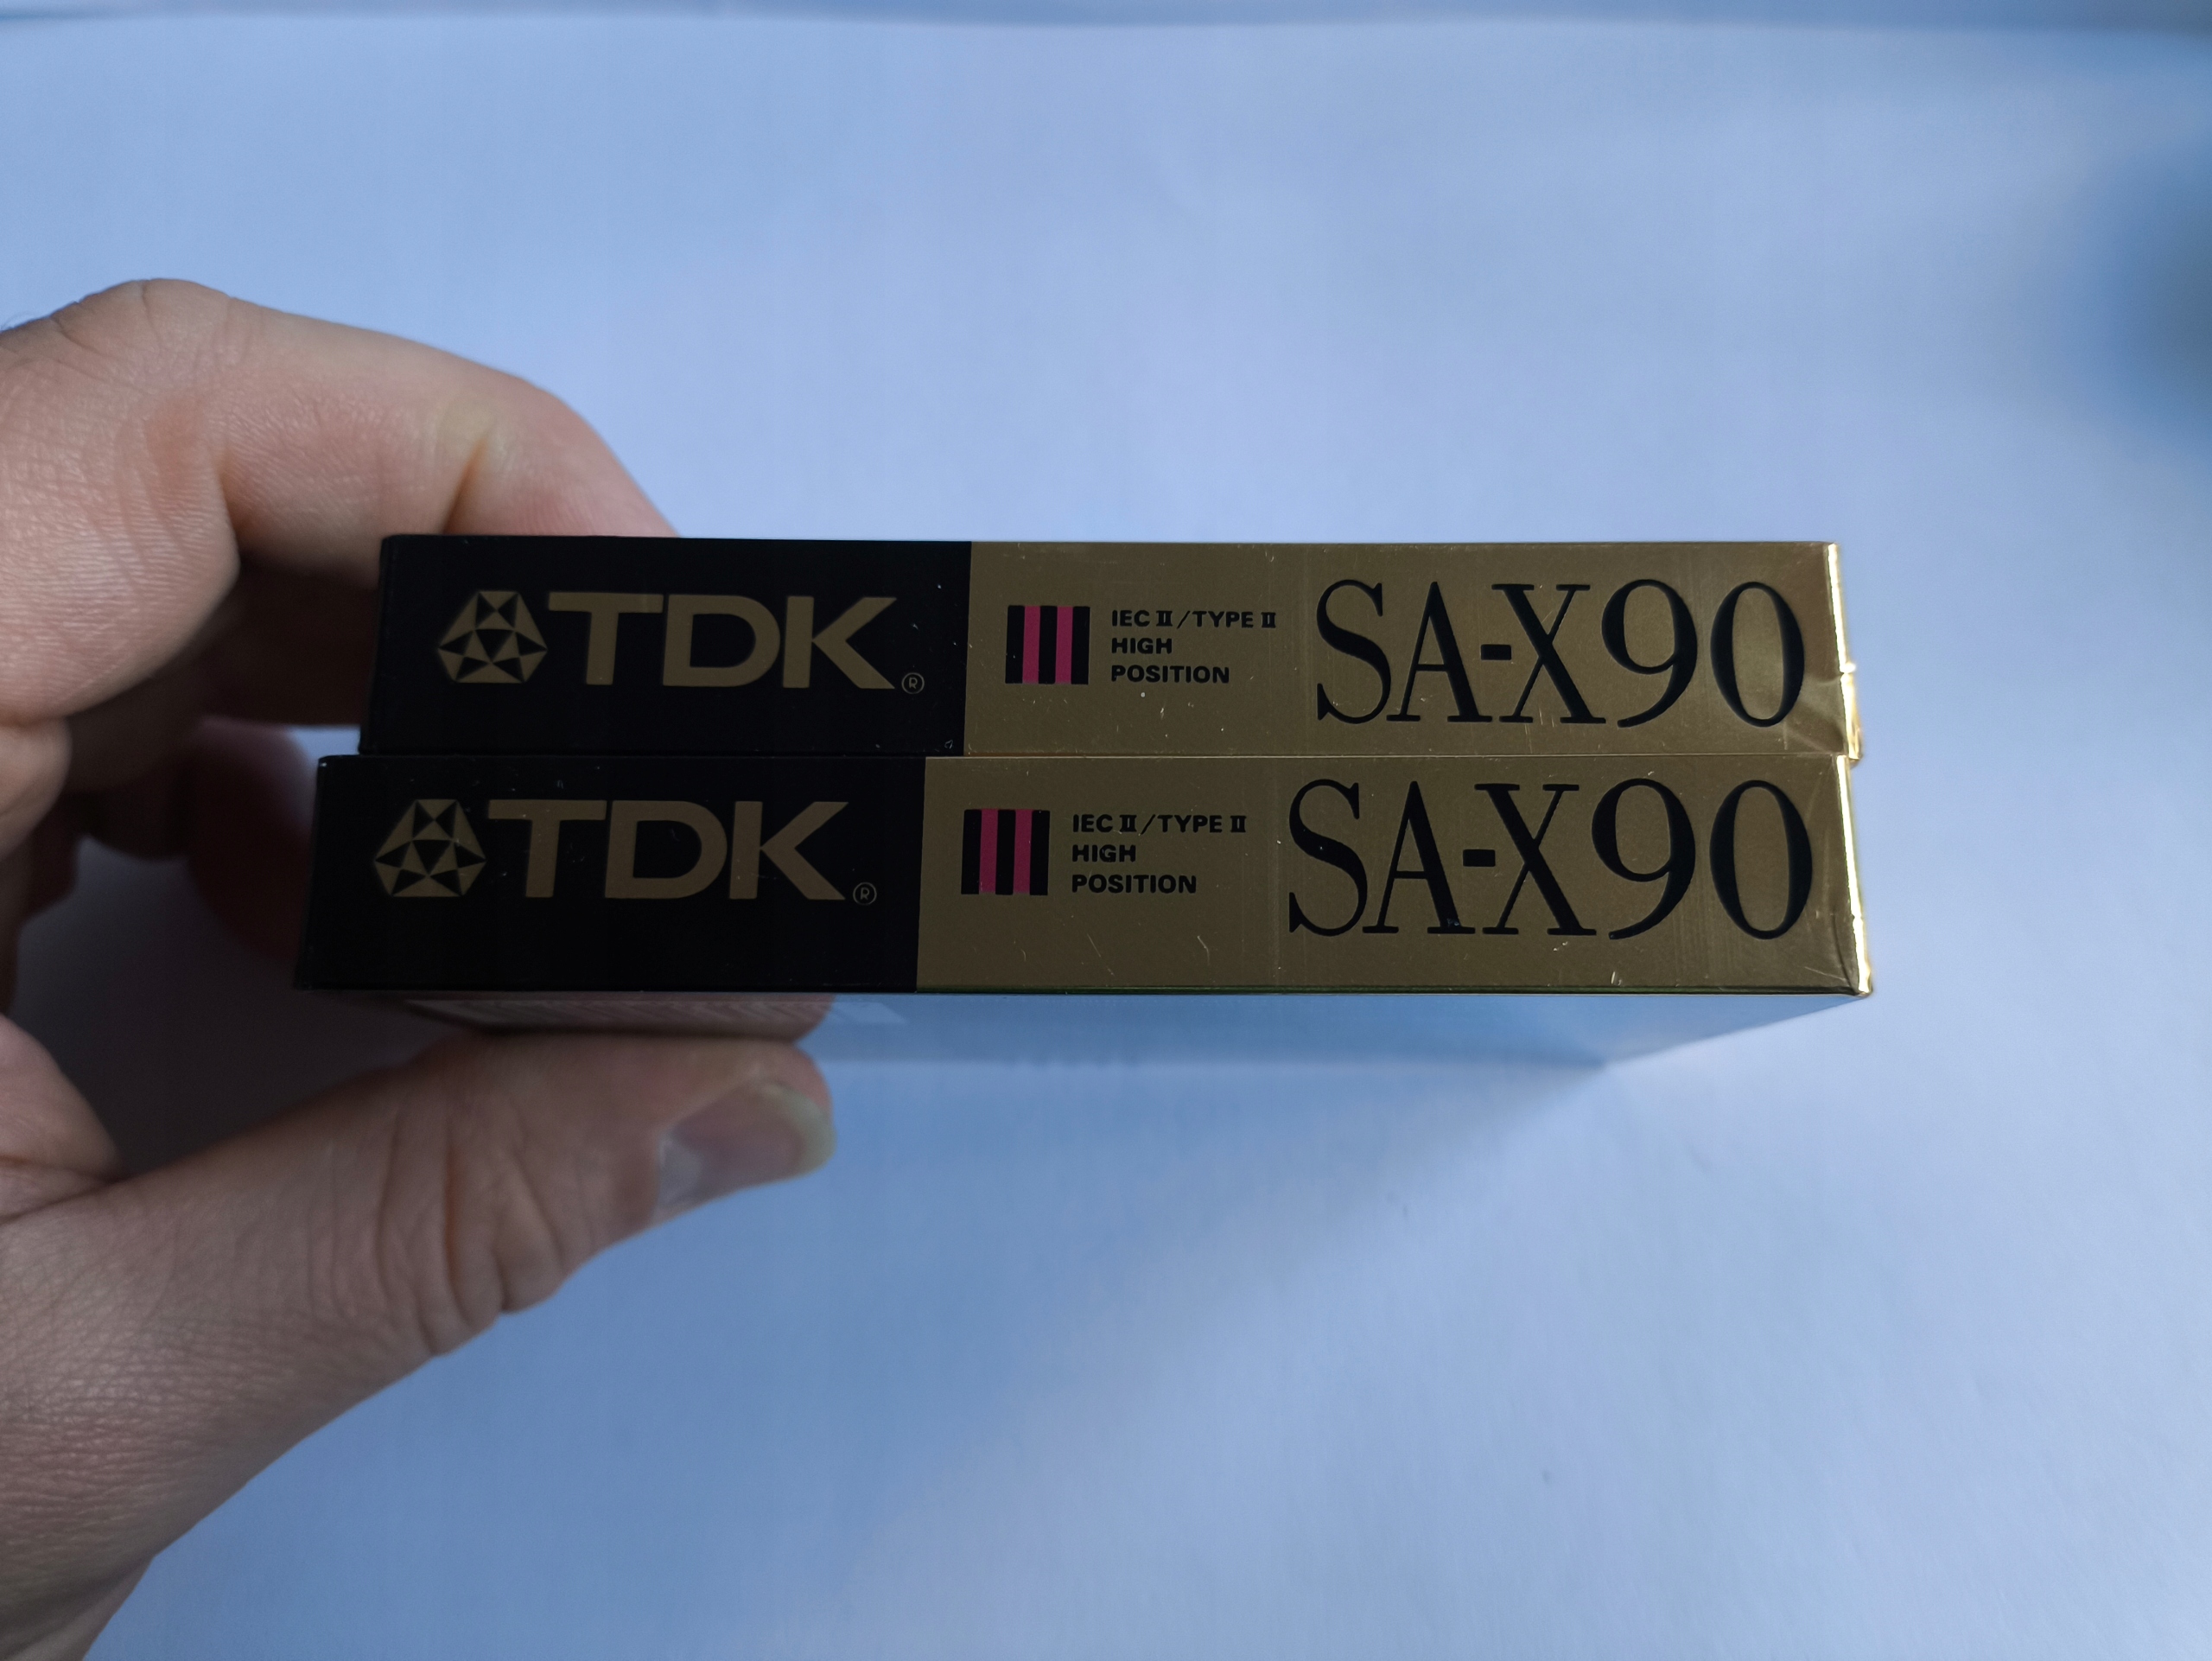 TDK®
IEC II/TYPE II
HIGH
POSITION
SA-X90
TDK®
IEC II/TYPE II
HIGH
POSITION
SA-X90